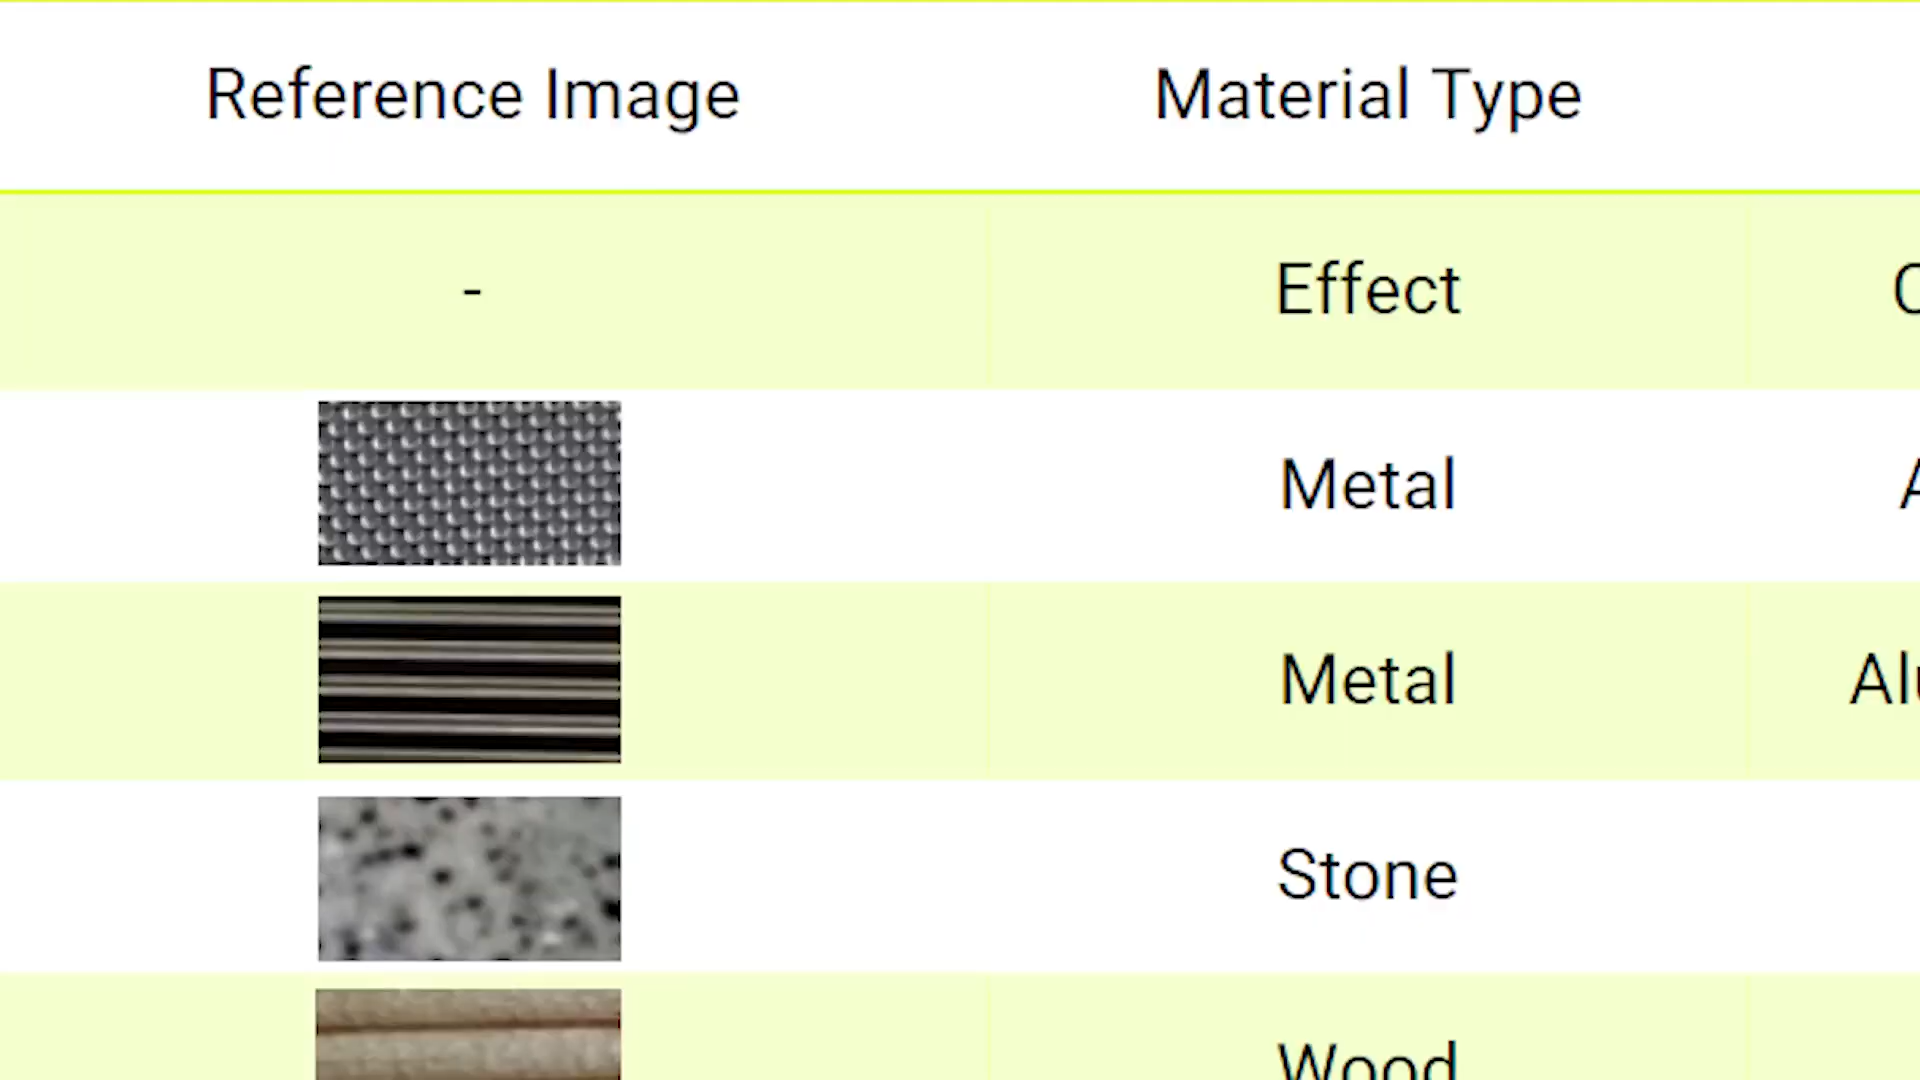 Reference Image Material Type
- Effect
Metal
Metal
Stone
Wood